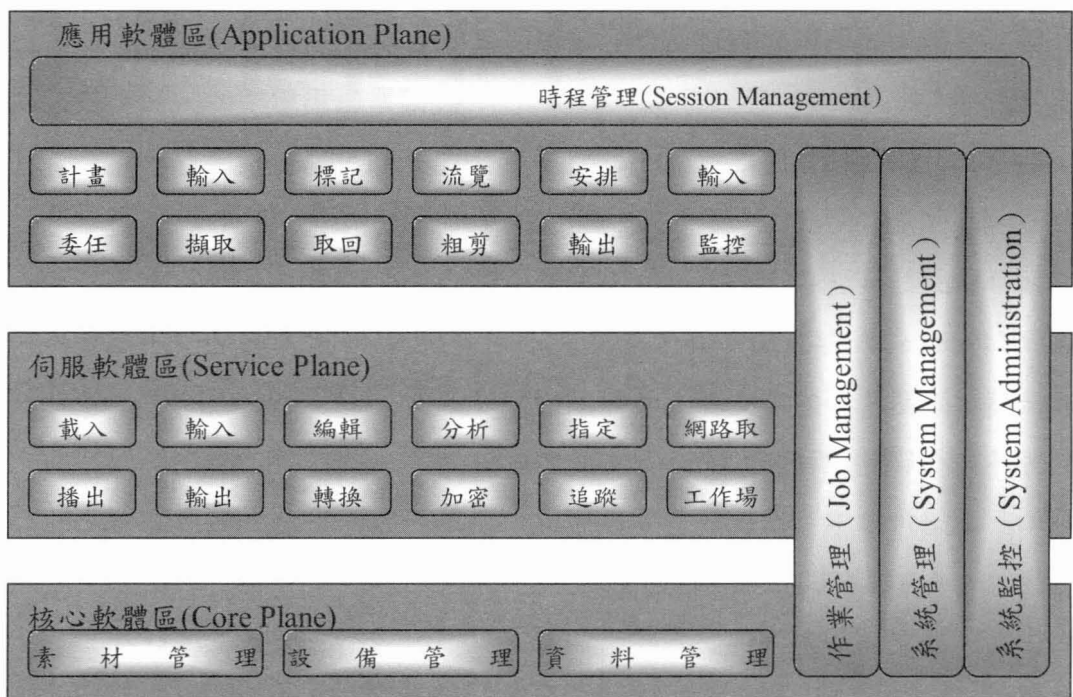 應用軟體區(Application Plane)
時程管理(Session Management)
計畫 輸入 標記 流覽 安排 輸入
委任 擷取 取回 粗剪 輸出 監控
伺服軟體區(Service Plane)
載入 輸入 編輯 分析 指定 網路取
播出 輸出 轉換 加密 追蹤 工作場
核心軟體區(Core Plane)
素材管理 設備管理 資料管理
作業管理(Job Management)
系統管理(System Management)
系統監控(System Administration)